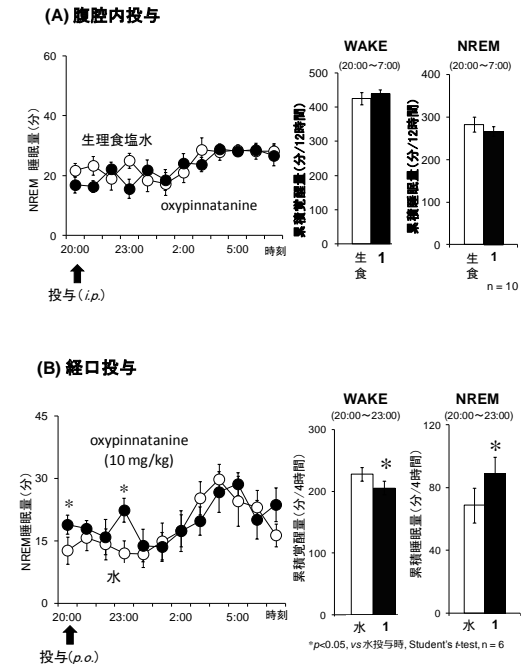 (A) 腹腔内投与
60
40
20
0
NREM 睡眠量(分)
生理食塩水
oxypinnatanine
20:00 23:00 2:00 5:00 時刻
投与(i.p.)
WAKE
(20:00~7:00)
500
400
300
200
100
0
累積覚醒量(分/12時間)
生食 1
NREM
(20:00~7:00)
400
300
200
100
0
累積睡眠量(分/12時間)
生食 1
n = 10
(B) 経口投与
45
30
15
0
NREM睡眠量(分)
oxypinnatanine
(10 mg/kg)
* *
水
20:00 23:00 2:00 5:00 時刻
投与(p.o.)
WAKE
(20:00~23:00)
300
200
100
0
累積覚醒量(分/4時間)
*
水 1
NREM
(20:00~23:00)
120
80
40
0
累積睡眠量(分/4時間)
*
水 1
*p<0.05, vs水投与時, Student's t-test, n = 6